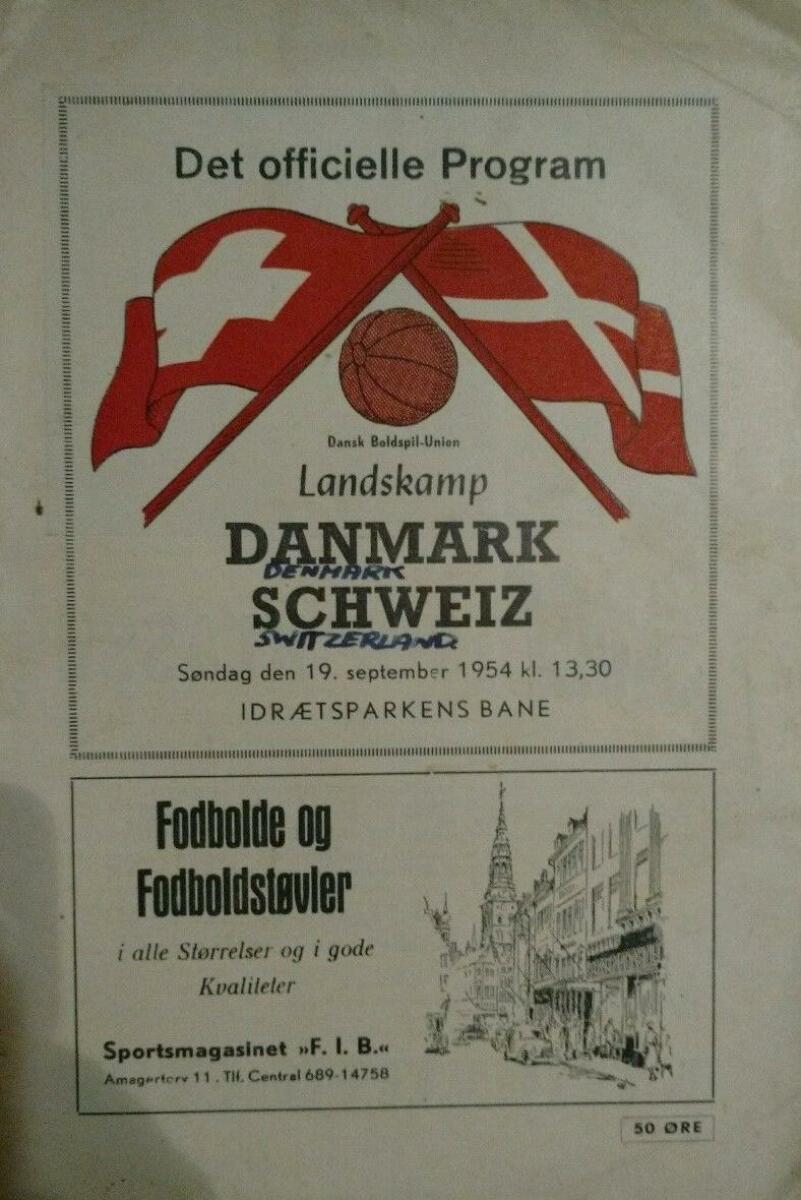 Det officielle Program
Dansk Boldspil-Union
Landskamp
DANMARK
DENMARK
SCHWEIZ
SWITZERLAND
Søndag den 19. september 1954 kl. 13,30
IDRÆTSPARKENS BANE
Fodbolde og
Fodboldstøvler
i alle Størrelser og i gode
Kvaliteter
Sportsmagasinet »F. I. B.«
Amagertorv 11 . Tlf. Central 689-14758
50 ØRE